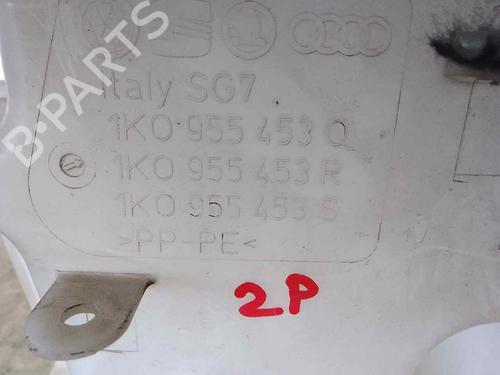 Italy SG7
1K0 955 453 Q
1K0 955 453 R
1K0 955 453 S
>PP-PE<
2P
B-PARTS